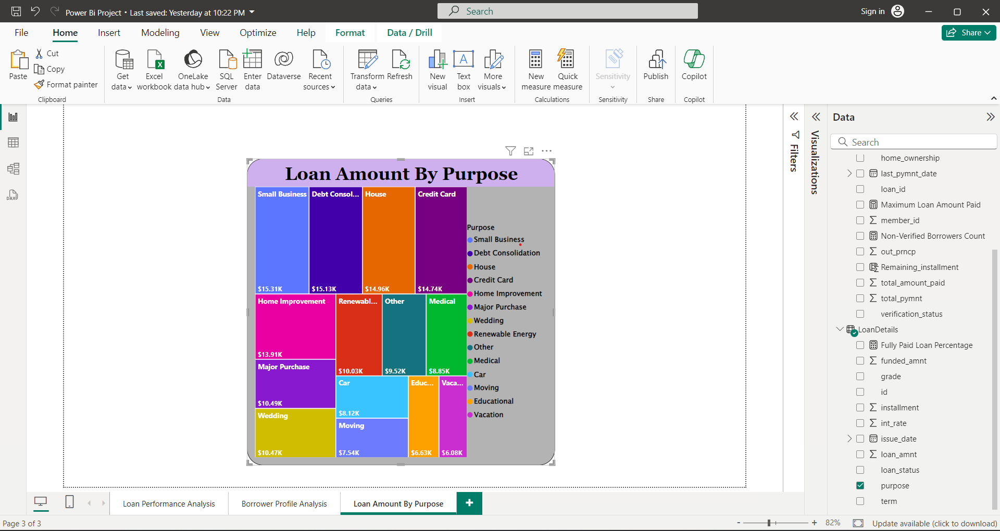 Power Bi Project • Last saved: Yesterday at 10:22 PM
Search
Sign in
File
Home
Insert
Modeling
View
Optimize
Help
Format
Data / Drill
Share
Paste
Cut
Copy
Format painter
Clipboard
Get data
Excel workbook
OneLake data hub
SQL Server
Enter data
Dataverse
Recent sources
Data
Transform data
Refresh
Queries
New visual
Text box
More visuals
Insert
New measure
Quick measure
Calculations
Sensitivity
Sensitivity
Publish
Share
Copilot
Copilot
DAX
Loan Amount By Purpose
Small Business
$15.31K
Debt Consol...
$15.13K
House
$14.96K
Credit Card
$14.74K
Home Improvement
$13.91K
Major Purchase
$10.49K
Wedding
$10.47K
Renewabl...
$10.03K
Other
$9.52K
Medical
$8.85K
Car
$8.12K
Moving
$7.54K
Educ...
$6.63K
Vaca...
$6.08K
Purpose
Small Business
Debt Consolidation
House
Credit Card
Home Improvement
Major Purchase
Wedding
Renewable Energy
Other
Medical
Car
Moving
Educational
Vacation
Filters
Visualizations
Data
Search
home_ownership
last_pymnt_date
loan_id
Maximum Loan Amount Paid
member_id
Non-Verified Borrowers Count
out_prncp
Remaining_installment
total_amount_paid
total_pymnt
verification_status
LoanDetails
Fully Paid Loan Percentage
funded_amnt
grade
id
installment
int_rate
issue_date
loan_amnt
loan_status
purpose
term
Loan Performance Analysis
Borrower Profile Analysis
Loan Amount By Purpose
Page 3 of 3
- + 82%
Update available (click to download)